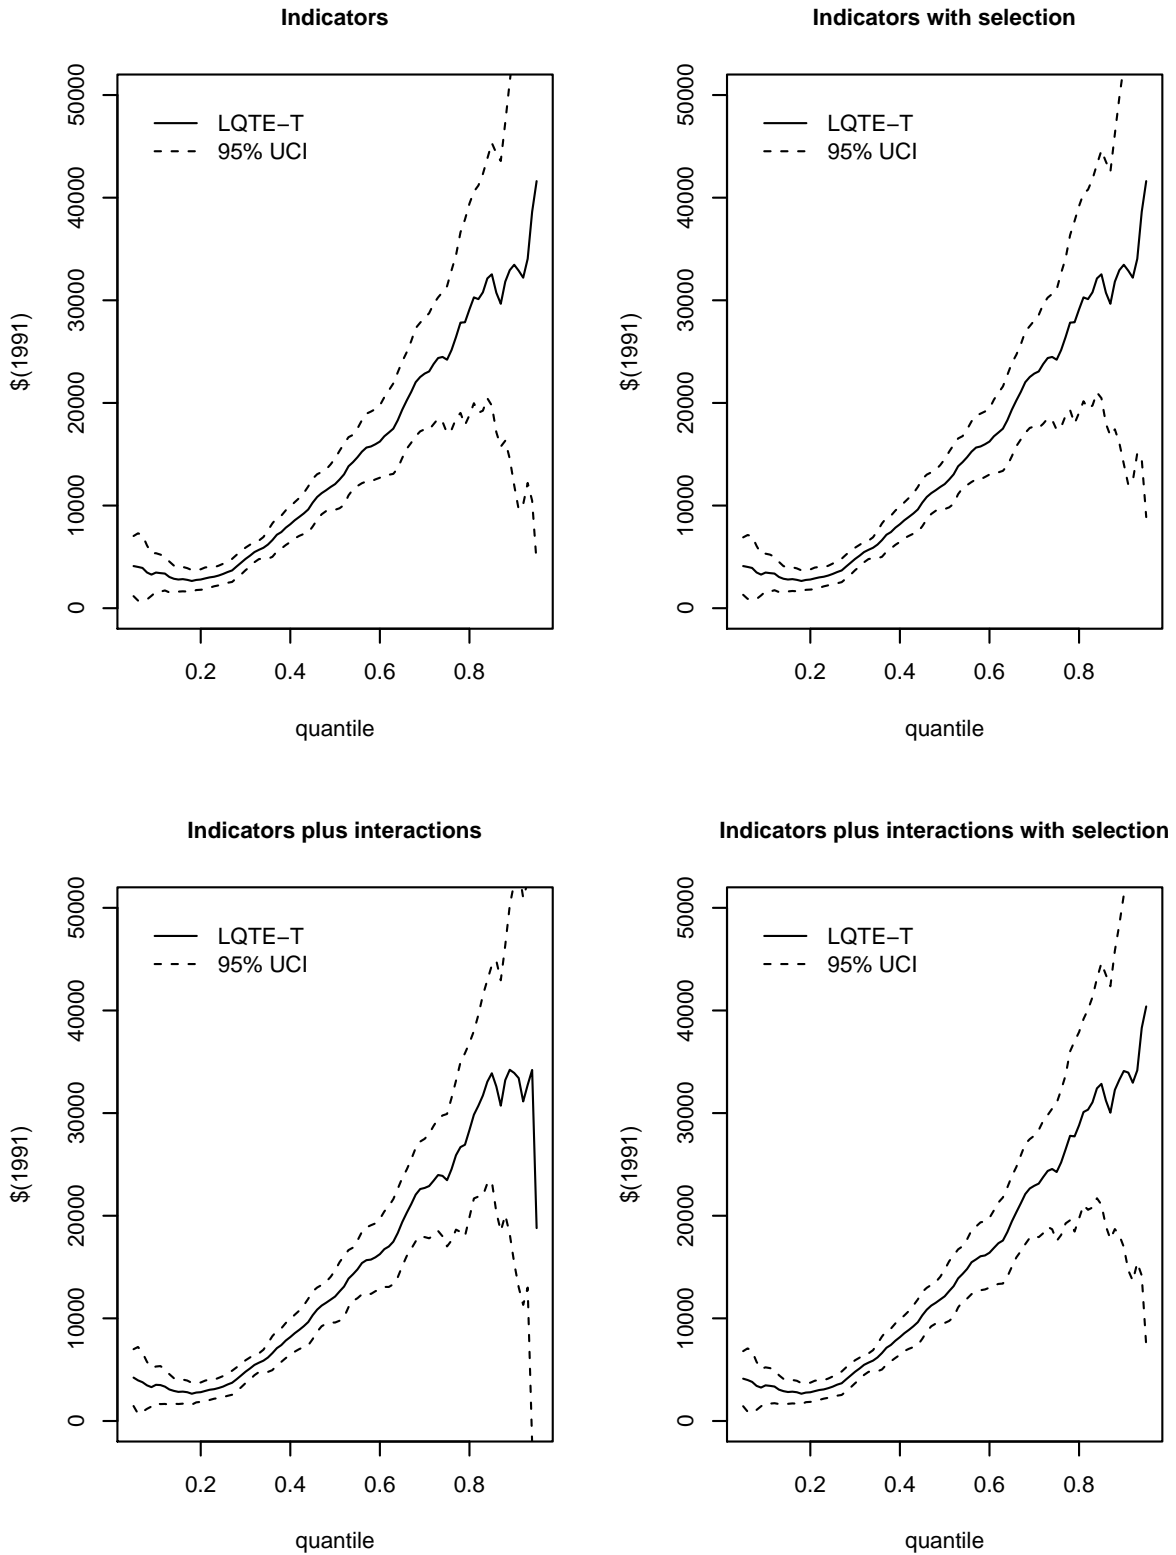 Indicators
$(1991)
50000
40000
30000
20000
10000
0
LQTE−T
95% UCI
0.2 0.4 0.6 0.8
quantile
Indicators with selection
$(1991)
50000
40000
30000
20000
10000
0
LQTE−T
95% UCI
0.2 0.4 0.6 0.8
quantile
Indicators plus interactions
$(1991)
50000
40000
30000
20000
10000
0
LQTE−T
95% UCI
0.2 0.4 0.6 0.8
quantile
Indicators plus interactions with selection
$(1991)
50000
40000
30000
20000
10000
0
LQTE−T
95% UCI
0.2 0.4 0.6 0.8
quantile